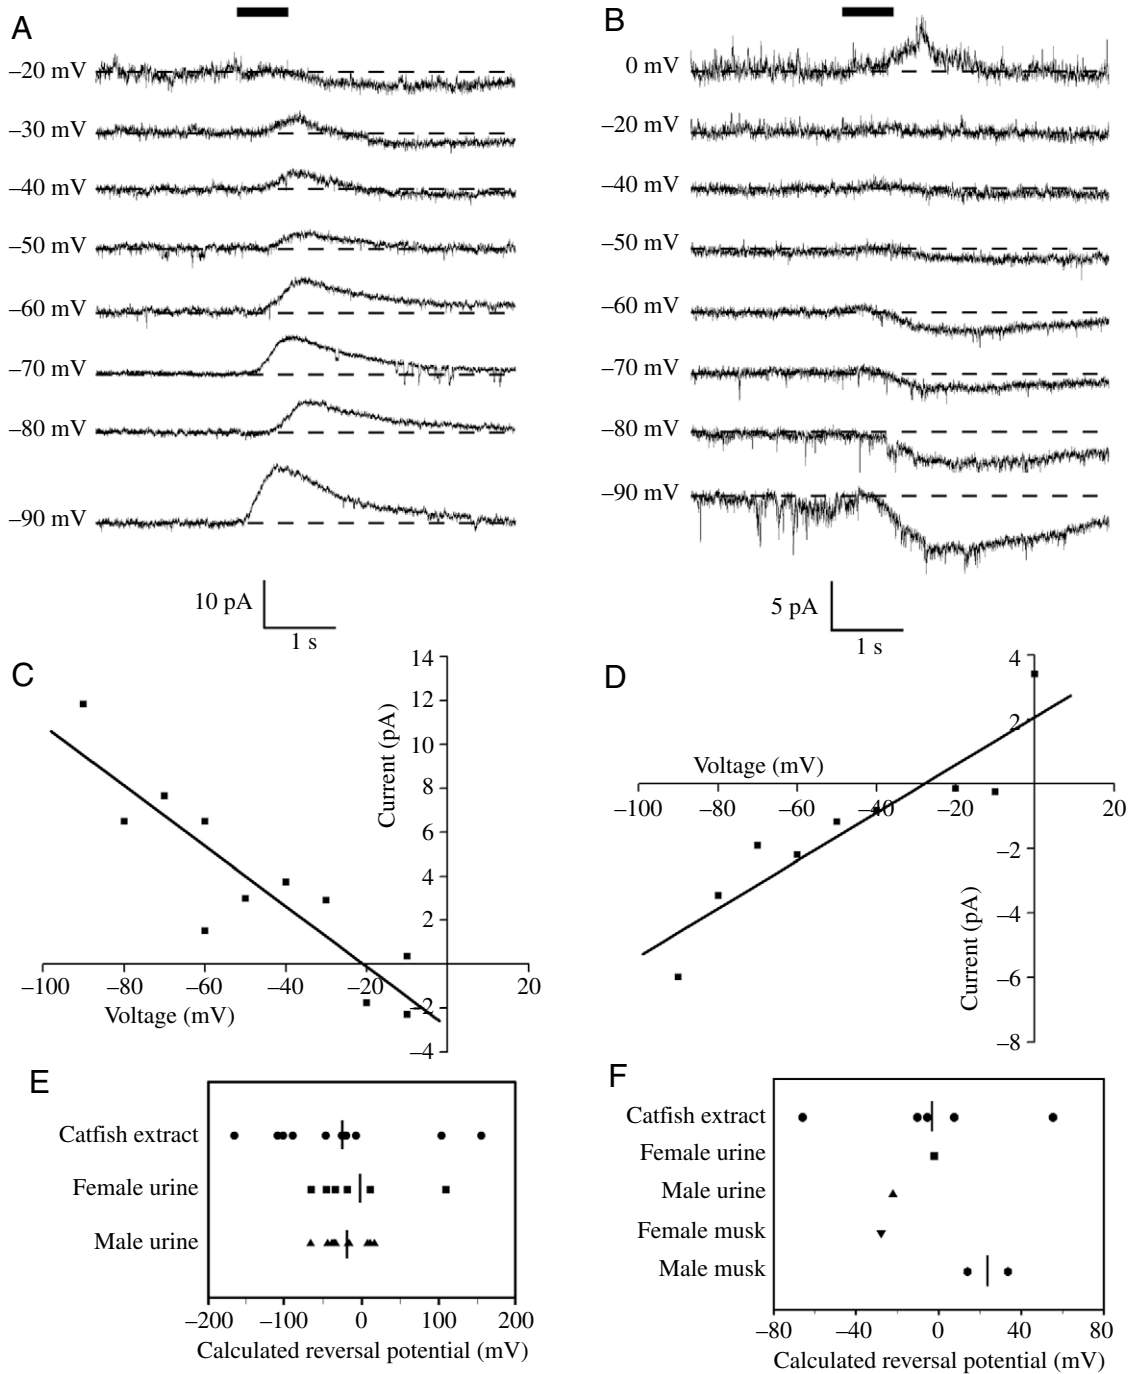 A
–20 mV
–30 mV
–40 mV
–50 mV
–60 mV
–70 mV
–80 mV
–90 mV
10 pA
1 s
B
0 mV
–20 mV
–40 mV
–50 mV
–60 mV
–70 mV
–80 mV
–90 mV
5 pA
1 s
C
14
12
10
8
6
4
2
–2
–4
Current (pA)
–100 –80 –60 –40 –20 20
Voltage (mV)
D
4
2
–2
–4
–6
–8
Voltage (mV)
–100 –80 –60 –40 –20 20
Current (pA)
E
Catfish extract
Female urine
Male urine
–200 –100 0 100 200
Calculated reversal potential (mV)
F
Catfish extract
Female urine
Male urine
Female musk
Male musk
–80 –40 0 40 80
Calculated reversal potential (mV)